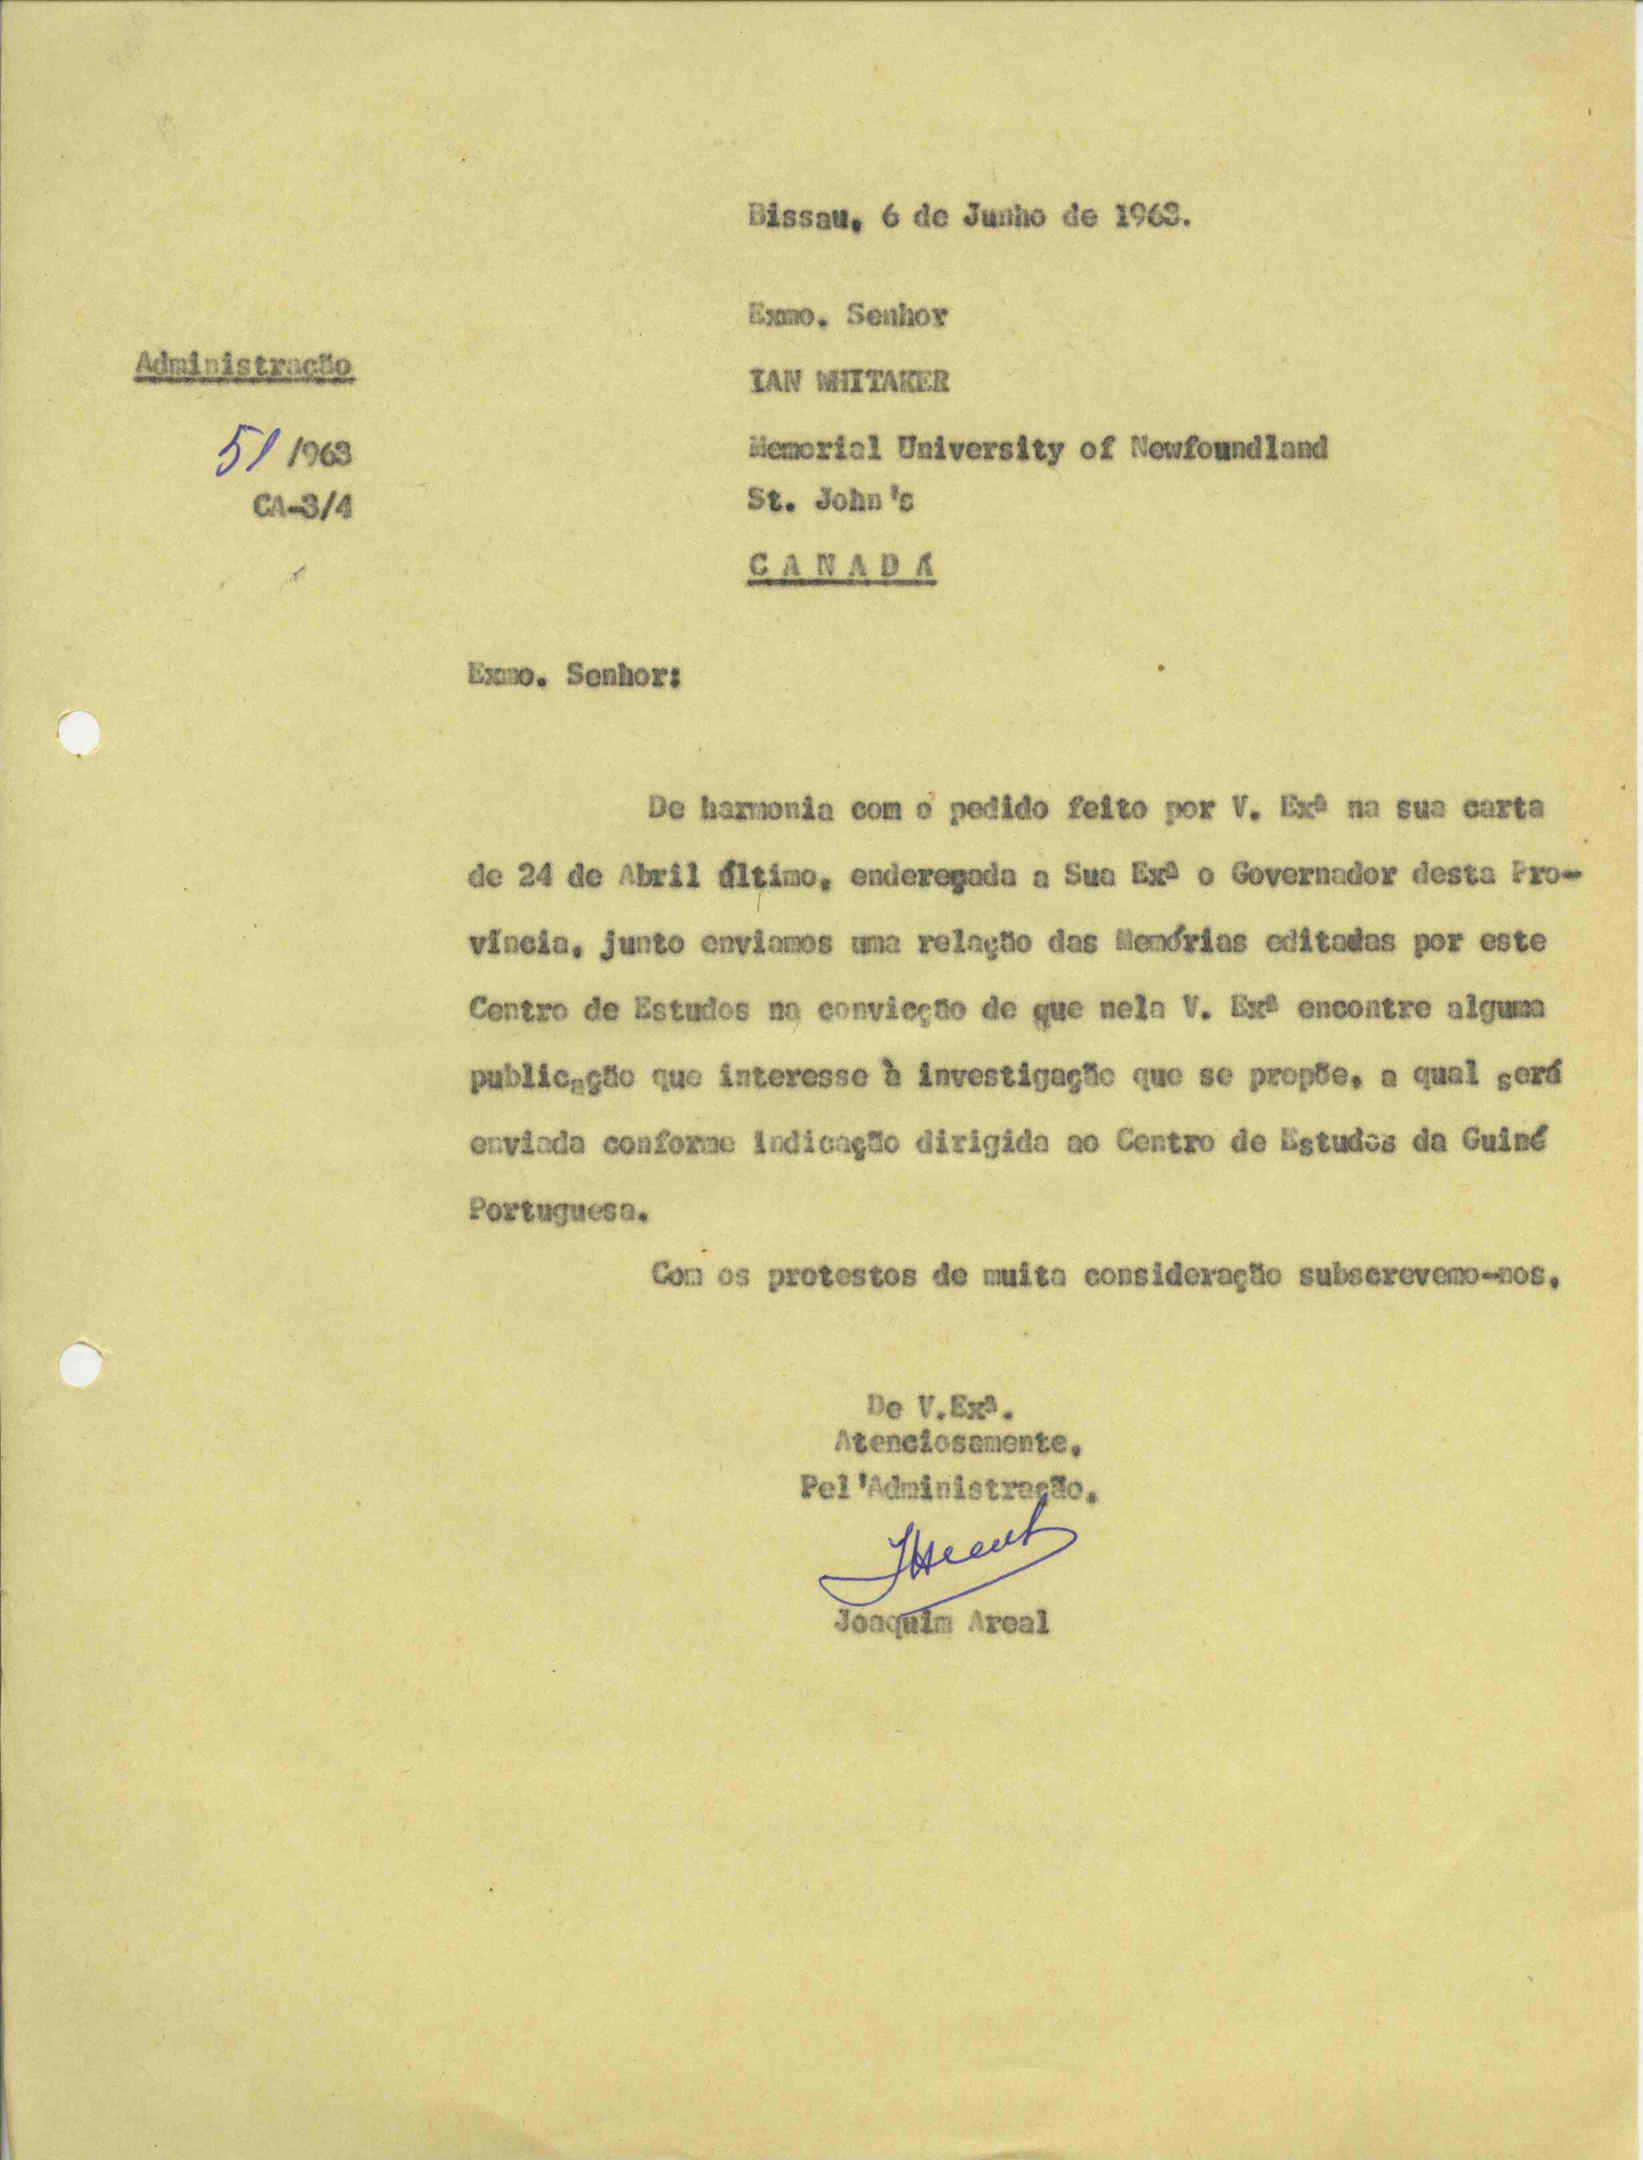 Bissau, 6 de Junho de 1963.
Exmo. Senhor
Administração
IAN WHITAKER
51/963
Memorial University of Newfoundland
CA-3/4
St. John's
C A N A D Á
Exmo. Senhor:
De harmonia com o pedido feito por V. Exª na sua carta
de 24 de Abril último, endereçada a Sua Exª o Governador desta Pro-
víncia, junto enviamos uma relação das Memórias editadas por este
Centro de Estudos na convicção de que nela V. Exª encontre alguma
publicação que interesse à investigação que se propõe, a qual será
enviada conforme indicação dirigida ao Centro de Estudos da Guiné
Portuguesa.
Com os protestos de muita consideração subscrevemo-nos,
De V.Exª.
Atenciosamente,
Pel'Administração,
Joaquim Areal